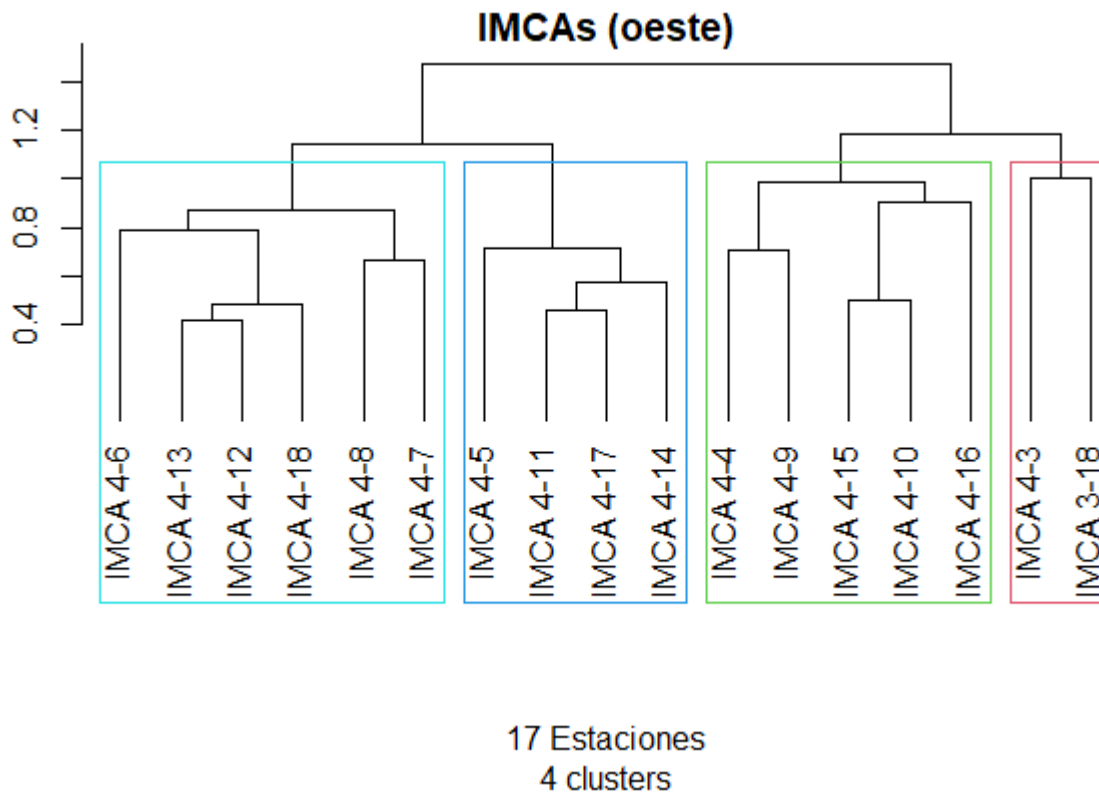 IMCAs (oeste)
1.2
0.8
0.4
IMCA 4-6
IMCA 4-13
IMCA 4-12
IMCA 4-18
IMCA 4-8
IMCA 4-7
IMCA 4-5
IMCA 4-11
IMCA 4-17
IMCA 4-14
IMCA 4-4
IMCA 4-9
IMCA 4-15
IMCA 4-10
IMCA 4-16
IMCA 4-3
IMCA 3-18
17 Estaciones
4 clusters